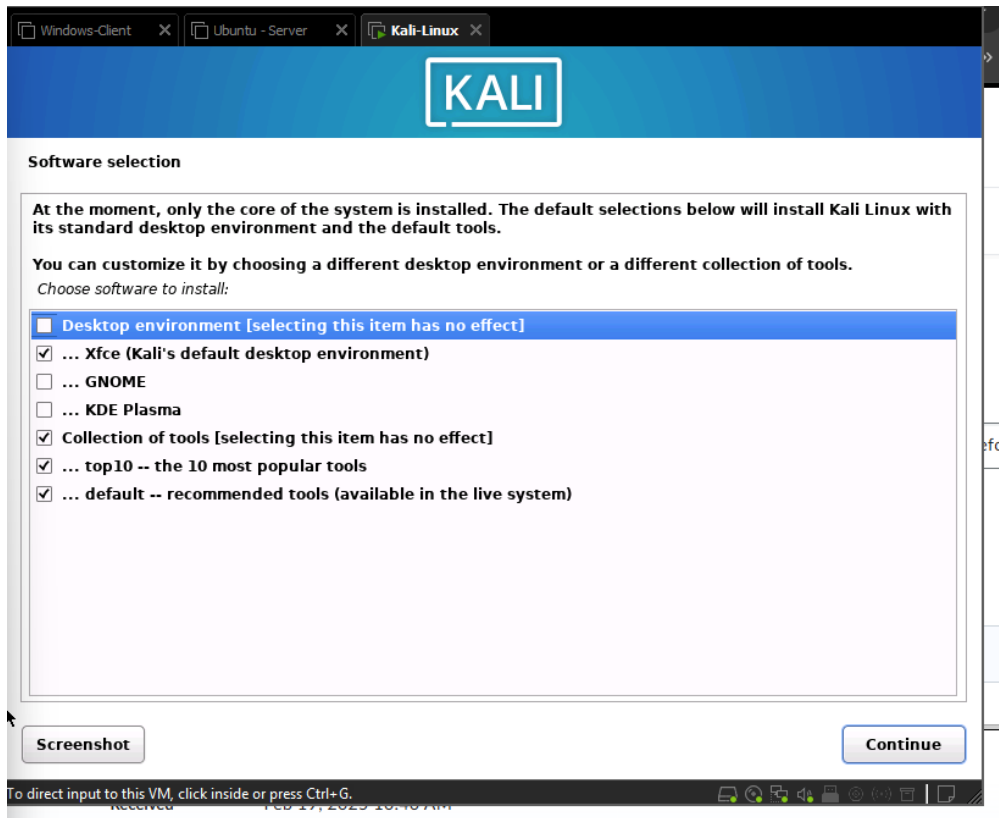 Windows-Client
Ubuntu - Server
Kali-Linux
KALI
Software selection
At the moment, only the core of the system is installed. The default selections below will install Kali Linux with
its standard desktop environment and the default tools.
You can customize it by choosing a different desktop environment or a different collection of tools.
Choose software to install:
Desktop environment [selecting this item has no effect]
... Xfce (Kali's default desktop environment)
... GNOME
... KDE Plasma
Collection of tools [selecting this item has no effect]
... top10 -- the 10 most popular tools
... default -- recommended tools (available in the live system)
Screenshot
Continue
To direct input to this VM, click inside or press Ctrl+G.